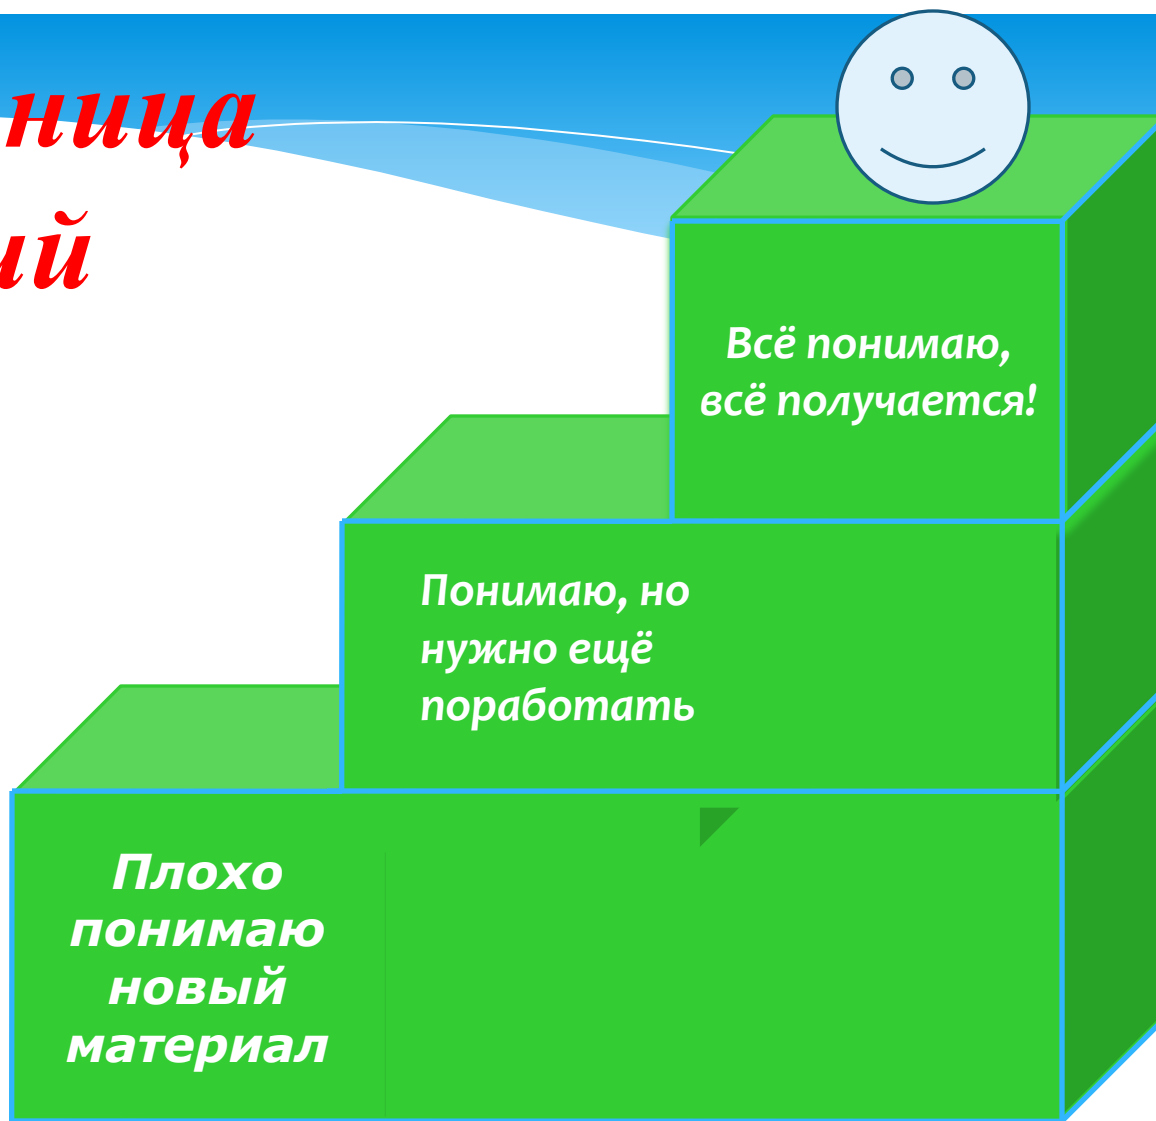 ница
ий
Всё понимаю,
всё получается!
Понимаю, но
нужно ещё
поработать
Плохо
понимаю
новый
материал